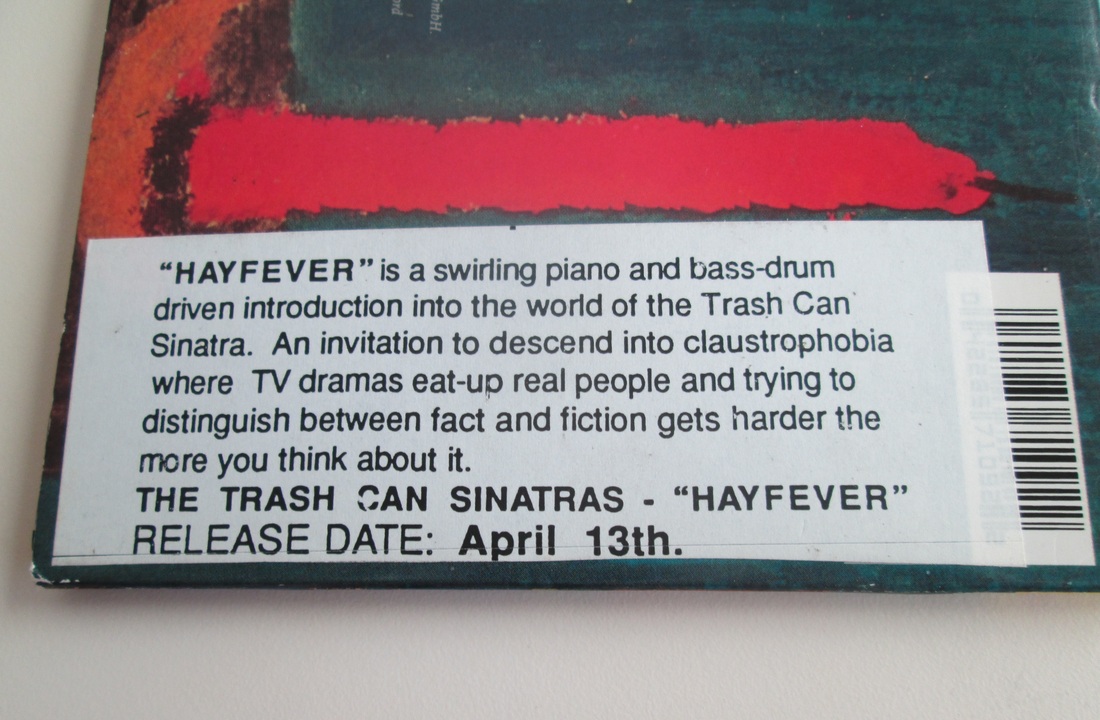 mbH.
ord
“HAYFEVER” is a swirling piano and bass-drum
driven introduction into the world of the Trash Can
Sinatra.  An invitation to descend into claustrophobia
where  TV dramas eat-up real people and trying to
distinguish between fact and fiction gets harder the
more you think about it.
THE TRASH CAN SINATRAS - “HAYFEVER”
RELEASE DATE: April 13th.